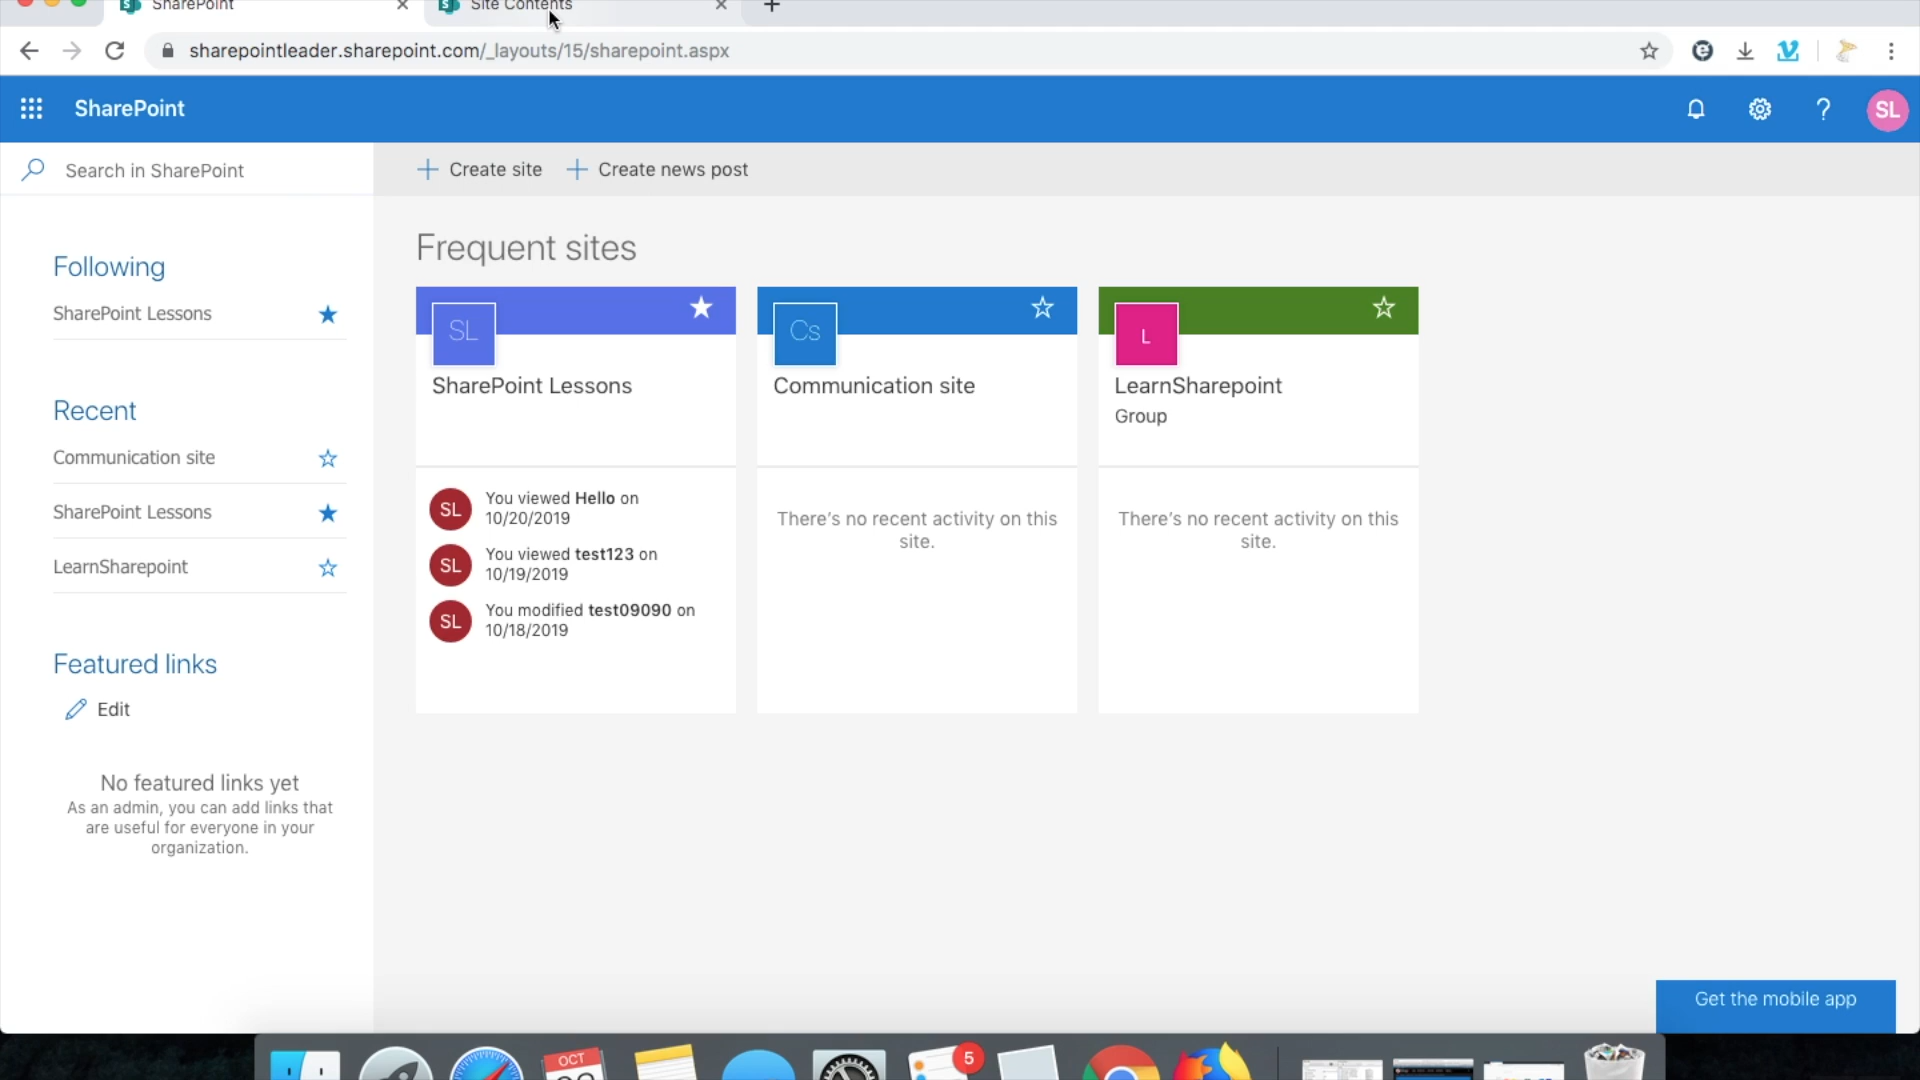 SharePoint
Site Contents
sharepointleader.sharepoint.com/_layouts/15/sharepoint.aspx
SharePoint
SL
Search in SharePoint
Create site
Create news post
Following
SharePoint Lessons
Recent
Communication site
SharePoint Lessons
LearnSharepoint
Featured links
Edit
No featured links yet
As an admin, you can add links that
are useful for everyone in your
organization.
Frequent sites
SL
SharePoint Lessons
SL
You viewed Hello on
10/20/2019
SL
You viewed test123 on
10/19/2019
SL
You modified test09090 on
10/18/2019
Cs
Communication site
There's no recent activity on this
site.
L
LearnSharepoint
Group
There's no recent activity on this
site.
Get the mobile app
OCT
5